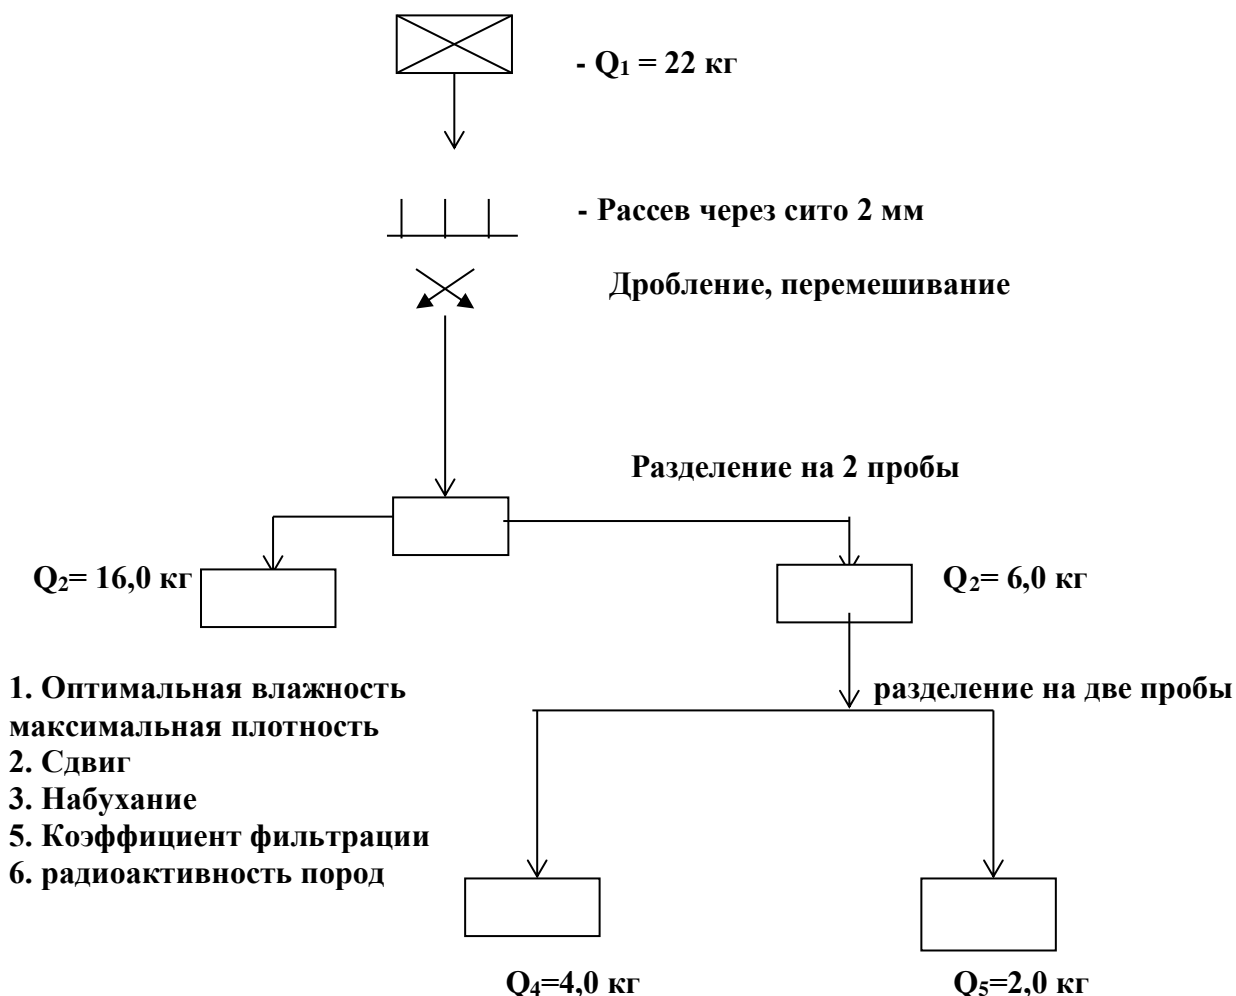 - Q₁ = 22 кг
- Рассев через сито 2 мм
Дробление, перемешивание
Разделение на 2 пробы
Q₂= 16,0 кг
Q₂= 6,0 кг
1. Оптимальная влажность
максимальная плотность
2. Сдвиг
3. Набухание
5. Коэффициент фильтрации
6. радиоактивность пород
разделение на две пробы
Q₄=4,0 кг
Q₅=2,0 кг